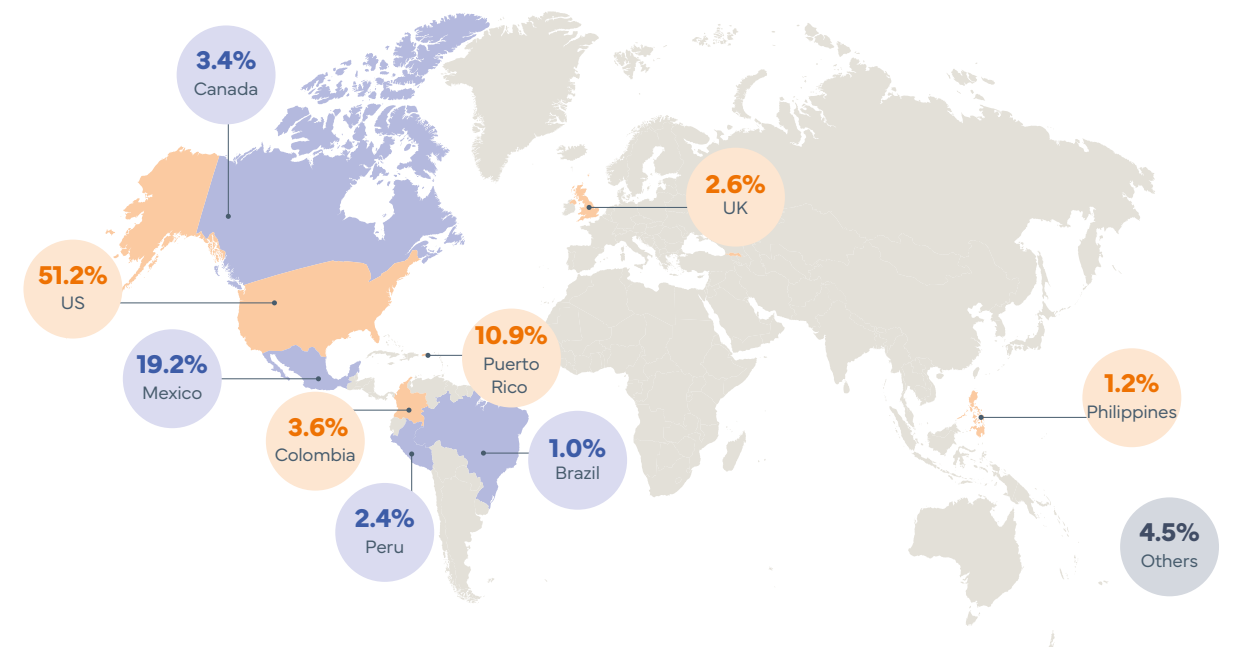 3.4%
Canada
2.6%
UK
51.2%
US
10.9%
Puerto
Rico
19.2%
Mexico
1.2%
Philippines
3.6%
Colombia
1.0%
Brazil
2.4%
Peru
4.5%
Others